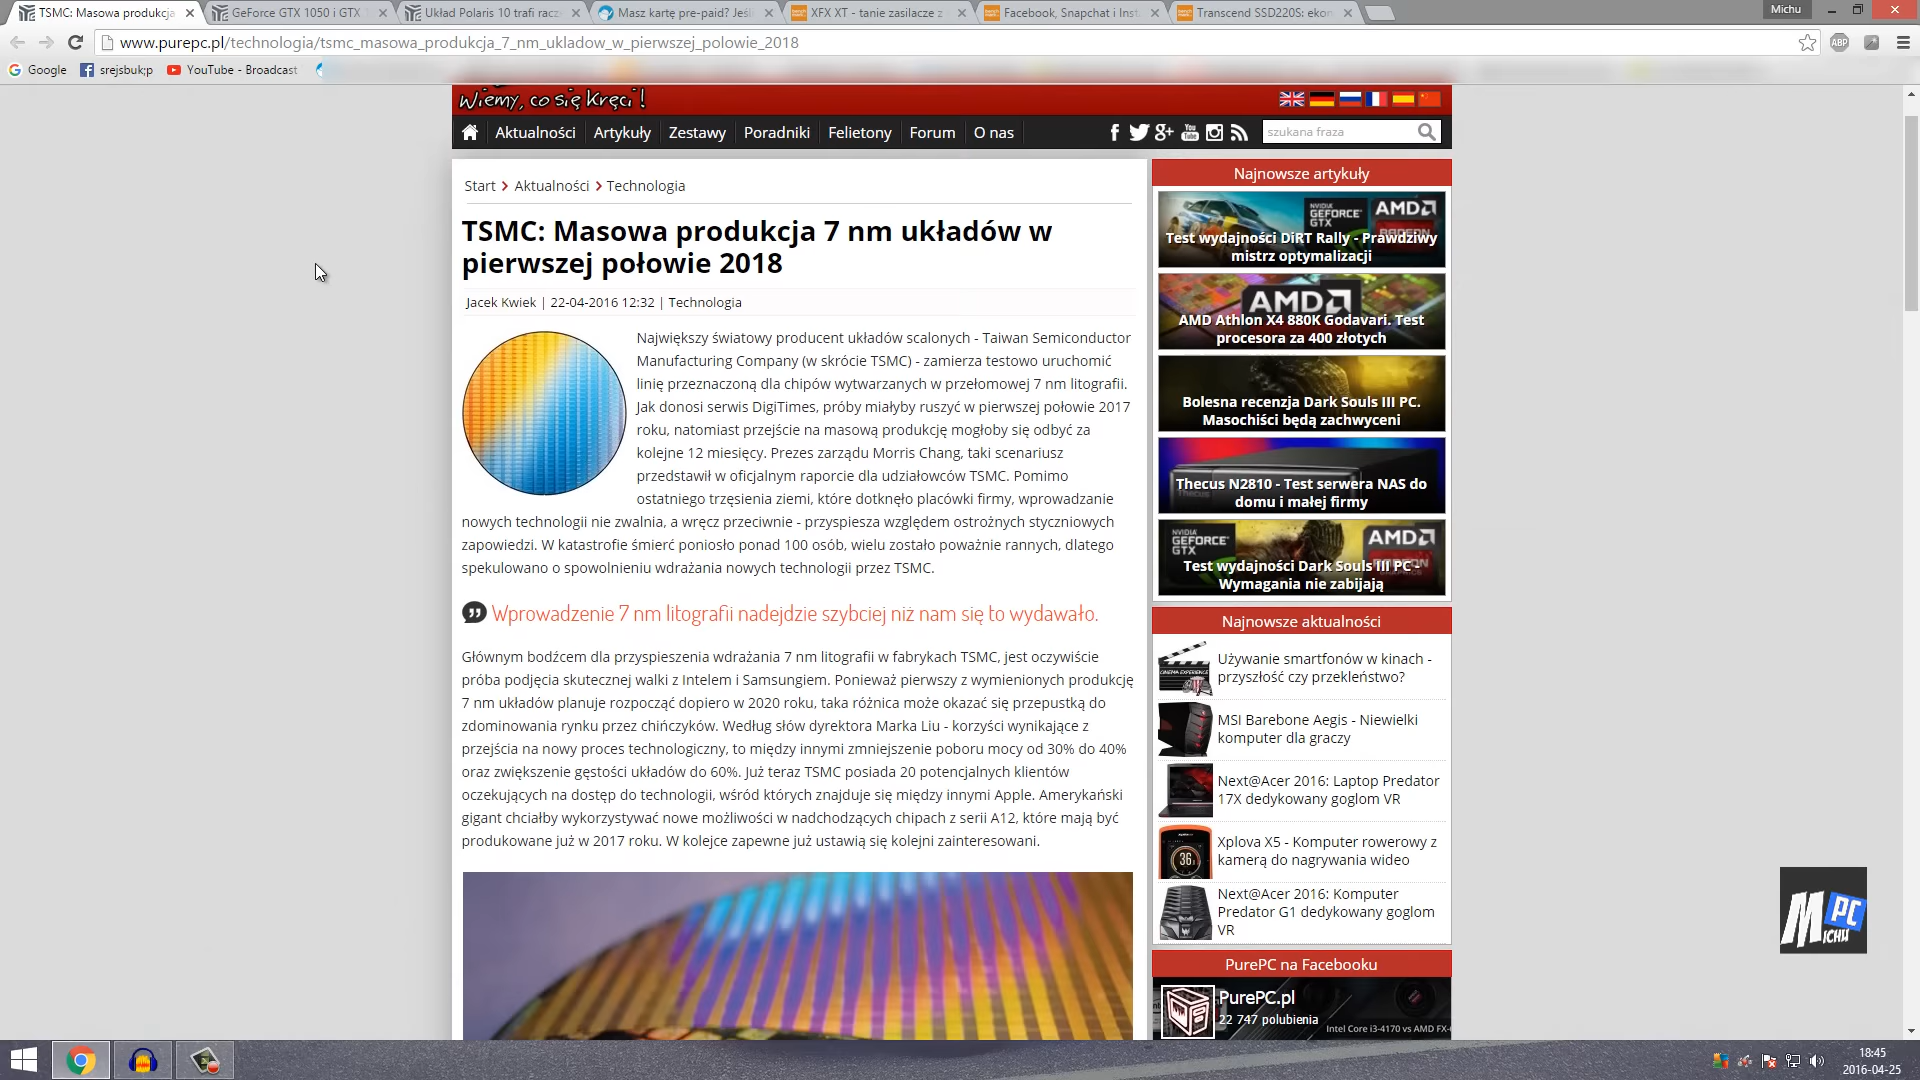 TSMC: Masowa produkcja
GeForce GTX 1050 i GTX
Układ Polaris 10 trafi racze
Masz kartę pre-paid? Jeśli
XFX XT - tanie zasilacze z
Facebook, Snapchat i Inst
Transcend SSD220S: ekon
Michu
www.purepc.pl/technologia/tsmc_masowa_produkcja_7_nm_ukladow_w_pierwszej_polowie_2018
ABP
Google
srejsbuk;p
YouTube - Broadcast
Wiemy, co się kręci!
Aktualności
Artykuły
Zestawy
Poradniki
Felietony
Forum
O nas
szukana fraza
Start > Aktualności > Technologia
TSMC: Masowa produkcja 7 nm układów w
pierwszej połowie 2018
Jacek Kwiek | 22-04-2016 12:32 | Technologia
Największy światowy producent układów scalonych - Taiwan Semiconductor
Manufacturing Company (w skrócie TSMC) - zamierza testowo uruchomić
linię przeznaczoną dla chipów wytwarzanych w przełomowej 7 nm litografii.
Jak donosi serwis DigiTimes, próby miałyby ruszyć w pierwszej połowie 2017
roku, natomiast przejście na masową produkcję mogłoby się odbyć za
kolejne 12 miesięcy. Prezes zarządu Morris Chang, taki scenariusz
przedstawił w oficjalnym raporcie dla udziałowców TSMC. Pomimo
ostatniego trzęsienia ziemi, które dotknęło placówki firmy, wprowadzanie
nowych technologii nie zwalnia, a wręcz przeciwnie - przyspiesza względem ostrożnych styczniowych
zapowiedzi. W katastrofie śmierć poniosło ponad 100 osób, wielu zostało poważnie rannych, dlatego
spekulowano o spowolnieniu wdrażania nowych technologii przez TSMC.
Wprowadzenie 7 nm litografii nadejdzie szybciej niż nam się to wydawało.
Głównym bodźcem dla przyspieszenia wdrażania 7 nm litografii w fabrykach TSMC, jest oczywiście
próba podjęcia skutecznej walki z Intelem i Samsungiem. Ponieważ pierwszy z wymienionych produkcję
7 nm układów planuje rozpocząć dopiero w 2020 roku, taka różnica może okazać się przepustką do
zdominowania rynku przez chińczyków. Według słów dyrektora Marka Liu - korzyści wynikające z
przejścia na nowy proces technologiczny, to między innymi zmniejszenie poboru mocy od 30% do 40%
oraz zwiększenie gęstości układów do 60%. Już teraz TSMC posiada 20 potencjalnych klientów
oczekujących na dostęp do technologii, wśród których znajduje się między innymi Apple. Amerykański
gigant chciałby wykorzystywać nowe możliwości w nadchodzących chipach z serii A12, które mają być
produkowane już w 2017 roku. W kolejce zapewne już ustawią się kolejni zainteresowani.
Najnowsze artykuły
NVIDIA GEFORCE GTX AMD RADEON
Test wydajności DiRT Rally - Prawdziwy
mistrz optymalizacji
AMD
AMD Athlon X4 880K Godavari. Test
procesora za 400 złotych
Bolesna recenzja Dark Souls III PC.
Masochiści będą zachwyceni
Thecus
Thecus N2810 - Test serwera NAS do
domu i małej firmy
NVIDIA GEFORCE GTX AMD RADEON
Test wydajności Dark Souls III PC -
Wymagania nie zabijają
Najnowsze aktualności
Używanie smartfonów w kinach -
przyszłość czy przekleństwo?
MSI Barebone Aegis - Niewielki
komputer dla graczy
Next@Acer 2016: Laptop Predator
17X dedykowany goglom VR
Xplova X5 - Komputer rowerowy z
kamerą do nagrywania wideo
Next@Acer 2016: Komputer
Predator G1 dedykowany goglom
VR
PurePC na Facebooku
PurePC.pl
22 747 polubienia
Intel Core i3-4170 vs AMD FX-
MICHU PC
18:45
2016-04-25